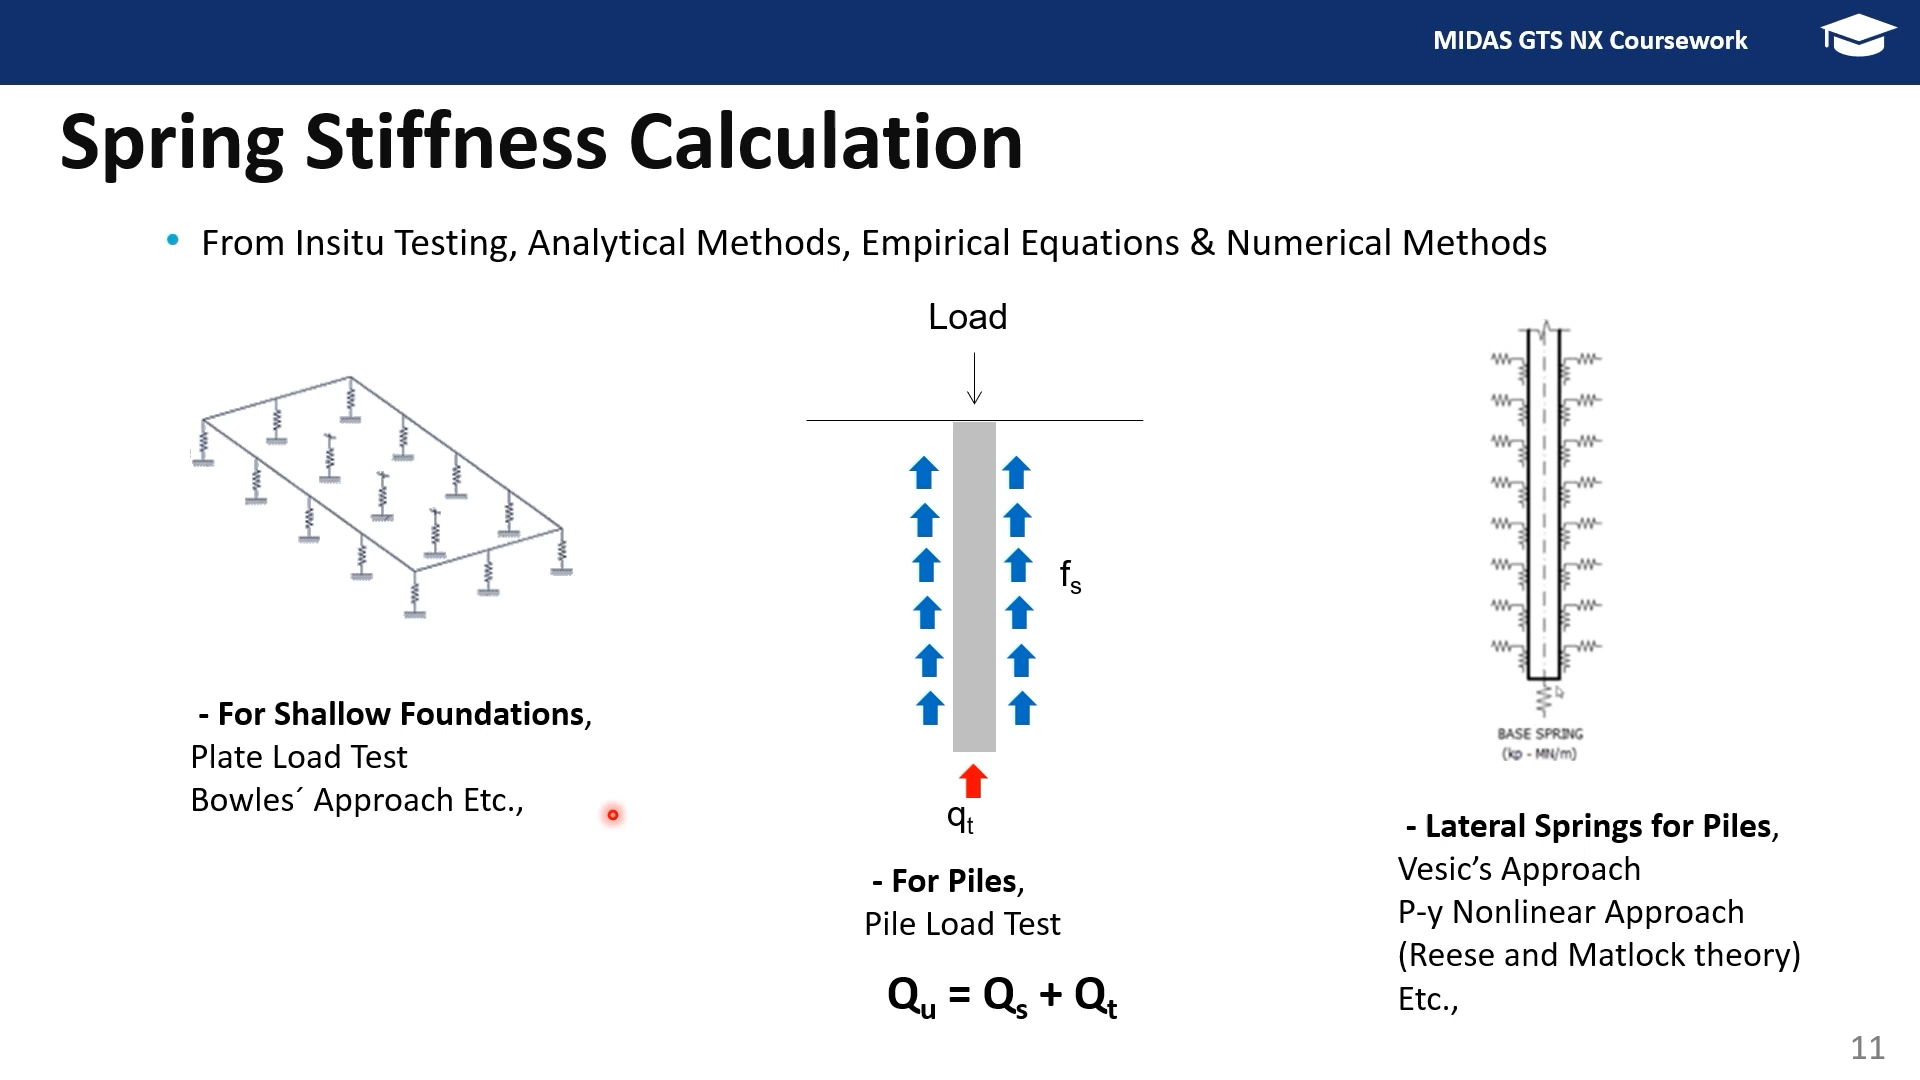 MIDAS GTS NX Coursework
Spring Stiffness Calculation
• From Insitu Testing, Analytical Methods, Empirical Equations & Numerical Methods
Load
fs
qt
BASE SPRING
(kp - MN/m)
- For Shallow Foundations,
Plate Load Test
Bowles´ Approach Etc.,
- For Piles,
Pile Load Test
Qu = Qs + Qt
- Lateral Springs for Piles,
Vesic’s Approach
P-y Nonlinear Approach
(Reese and Matlock theory)
Etc.,
11